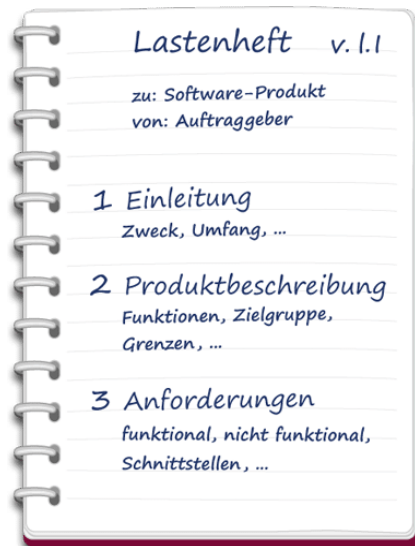 Lastenheft v. 1.1
zu: Software-Produkt
von: Auftraggeber
1 Einleitung
Zweck, Umfang, ...
2 Produktbeschreibung
Funktionen, Zielgruppe,
Grenzen, ...
3 Anforderungen
funktional, nicht funktional,
Schnittstellen, ...